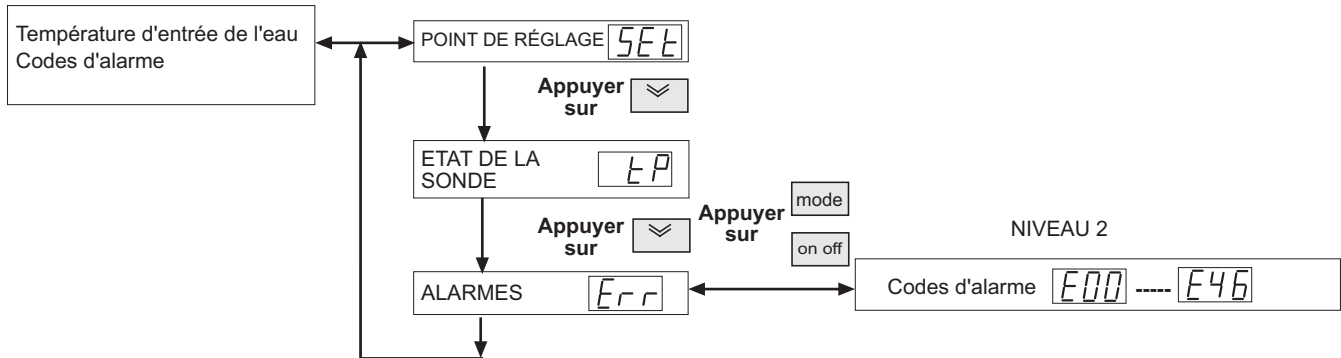 Température d'entrée de l'eau
Codes d'alarme
POINT DE RÉGLAGE SEt
Appuyer
sur
ETAT DE LA
SONDE tP
Appuyer
sur
Appuyer
sur
mode
on off
NIVEAU 2
ALARMES Err
Codes d'alarme E00 ----- E46